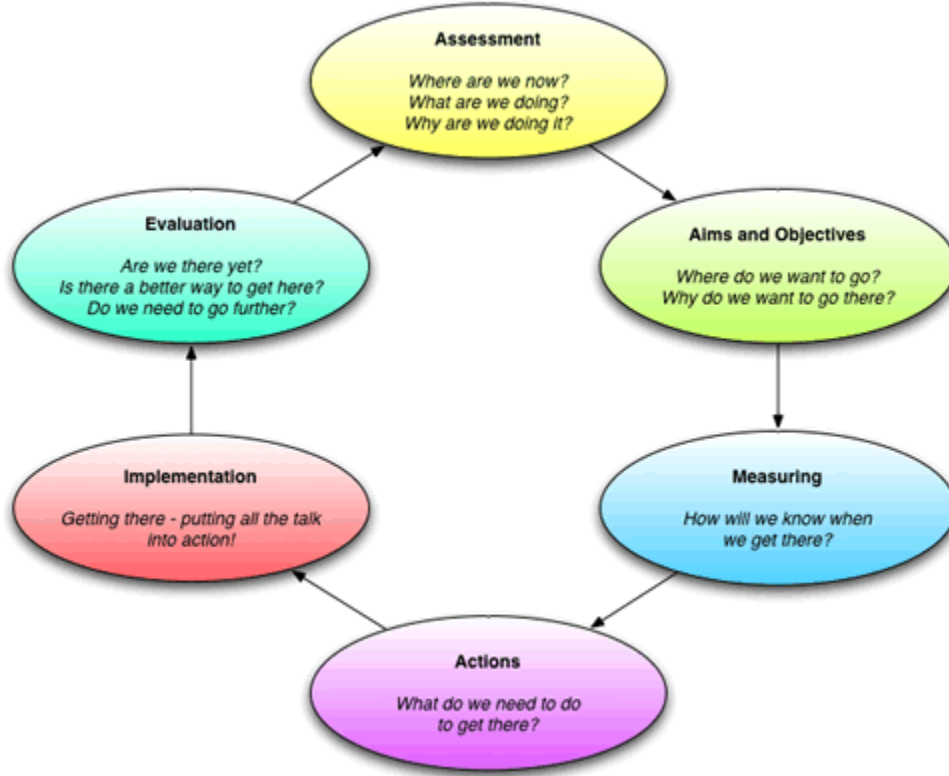 Assessment
Where are we now?
What are we doing?
Why are we doing it?
Aims and Objectives
Where do we want to go?
Why do we want to go there?
Measuring
How will we know when
we get there?
Actions
What do we need to do
to get there?
Implementation
Getting there - putting all the talk
into action!
Evaluation
Are we there yet?
Is there a better way to get here?
Do we need to go further?